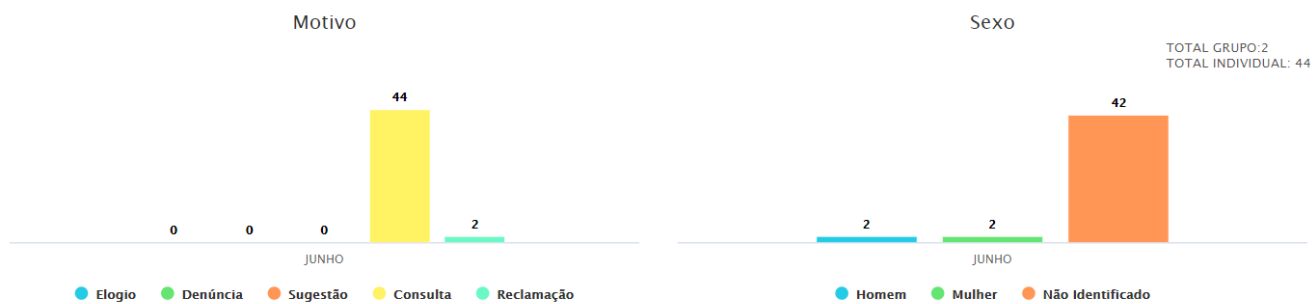 Motivo
44
0
0
0
2
JUNHO
Elogio Denúncia Sugestão Consulta Reclamação
Sexo
TOTAL GRUPO:2
TOTAL INDIVIDUAL: 44
42
2
2
JUNHO
Homem Mulher Não Identificado